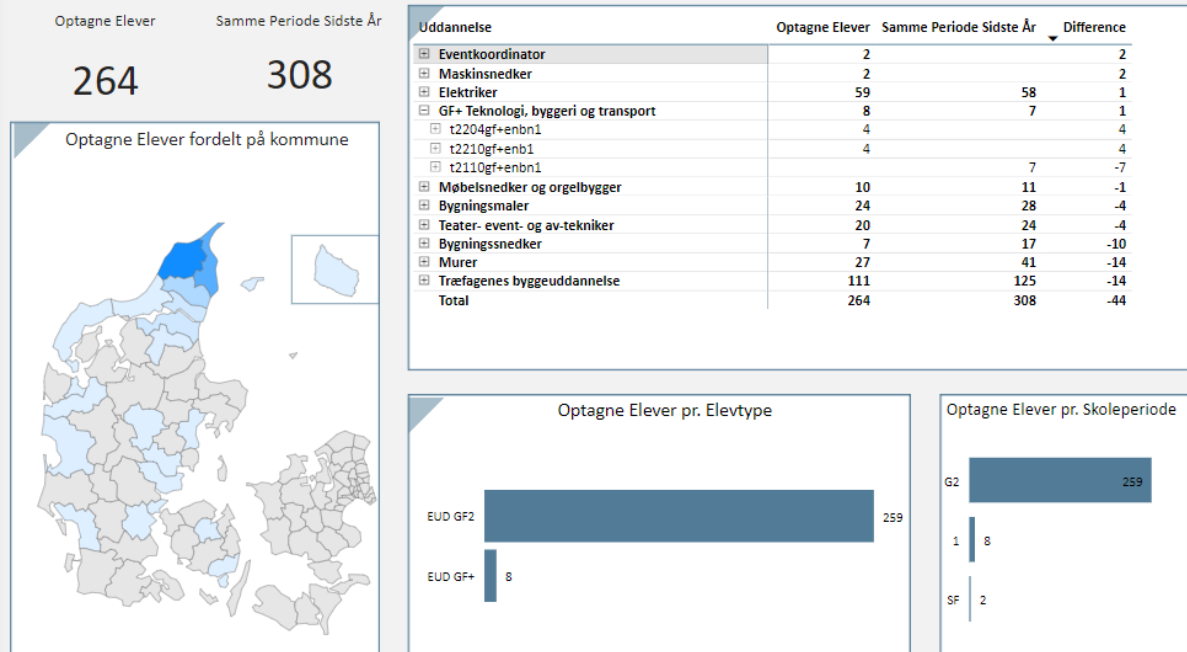 Optagne Elever
264
Samme Periode Sidste År
308
Uddannelse Optagne Elever Samme Periode Sidste År Difference
Eventkoordinator 2 2
Maskinsnedker 2 2
Elektriker 59 58 1
GF+ Teknologi, byggeri og transport 8 7 1
t2204gf+enbn1 4 4
t2210gf+enb1 4 4
t2110gf+enbn1 7 -7
Møbelsnedker og orgelbygger 10 11 -1
Bygningsmaler 24 28 -4
Teater- event- og av-tekniker 20 24 -4
Bygningssnedker 7 17 -10
Murer 27 41 -14
Træfagenes byggeuddannelse 111 125 -14
Total 264 308 -44
Optagne Elever fordelt på kommune
Optagne Elever pr. Elevtype
EUD GF2 259
EUD GF+ 8
Optagne Elever pr. Skoleperiode
G2 259
1 8
SF 2